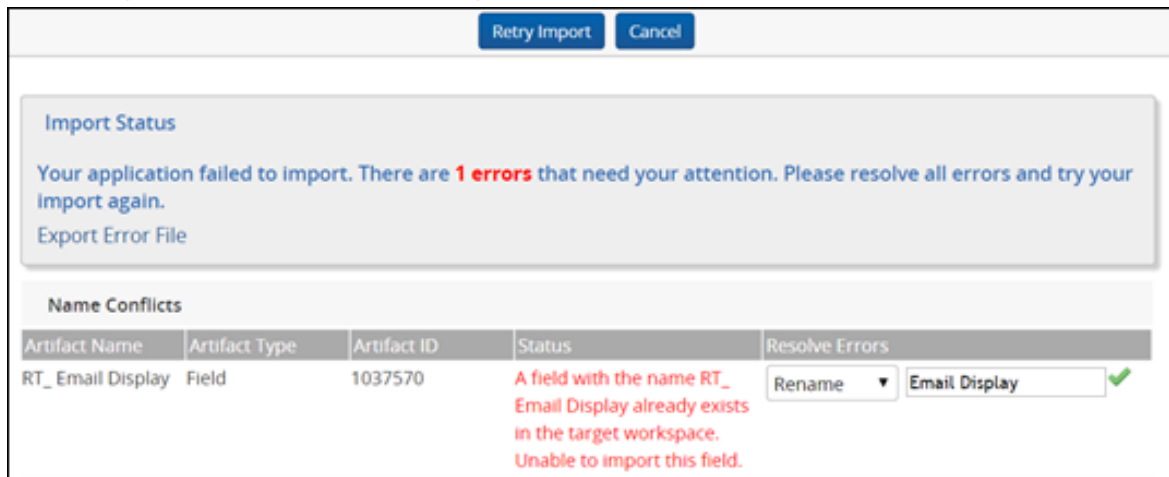 Retry Import Cancel
Import Status
Your application failed to import. There are 1 errors that need your attention. Please resolve all errors and try your
import again.
Export Error File
Name Conflicts
Artifact Name Artifact Type Artifact ID Status Resolve Errors
RT_ Email Display Field 1037570 A field with the name RT_ Rename Email Display
Email Display already exists
in the target workspace.
Unable to import this field.